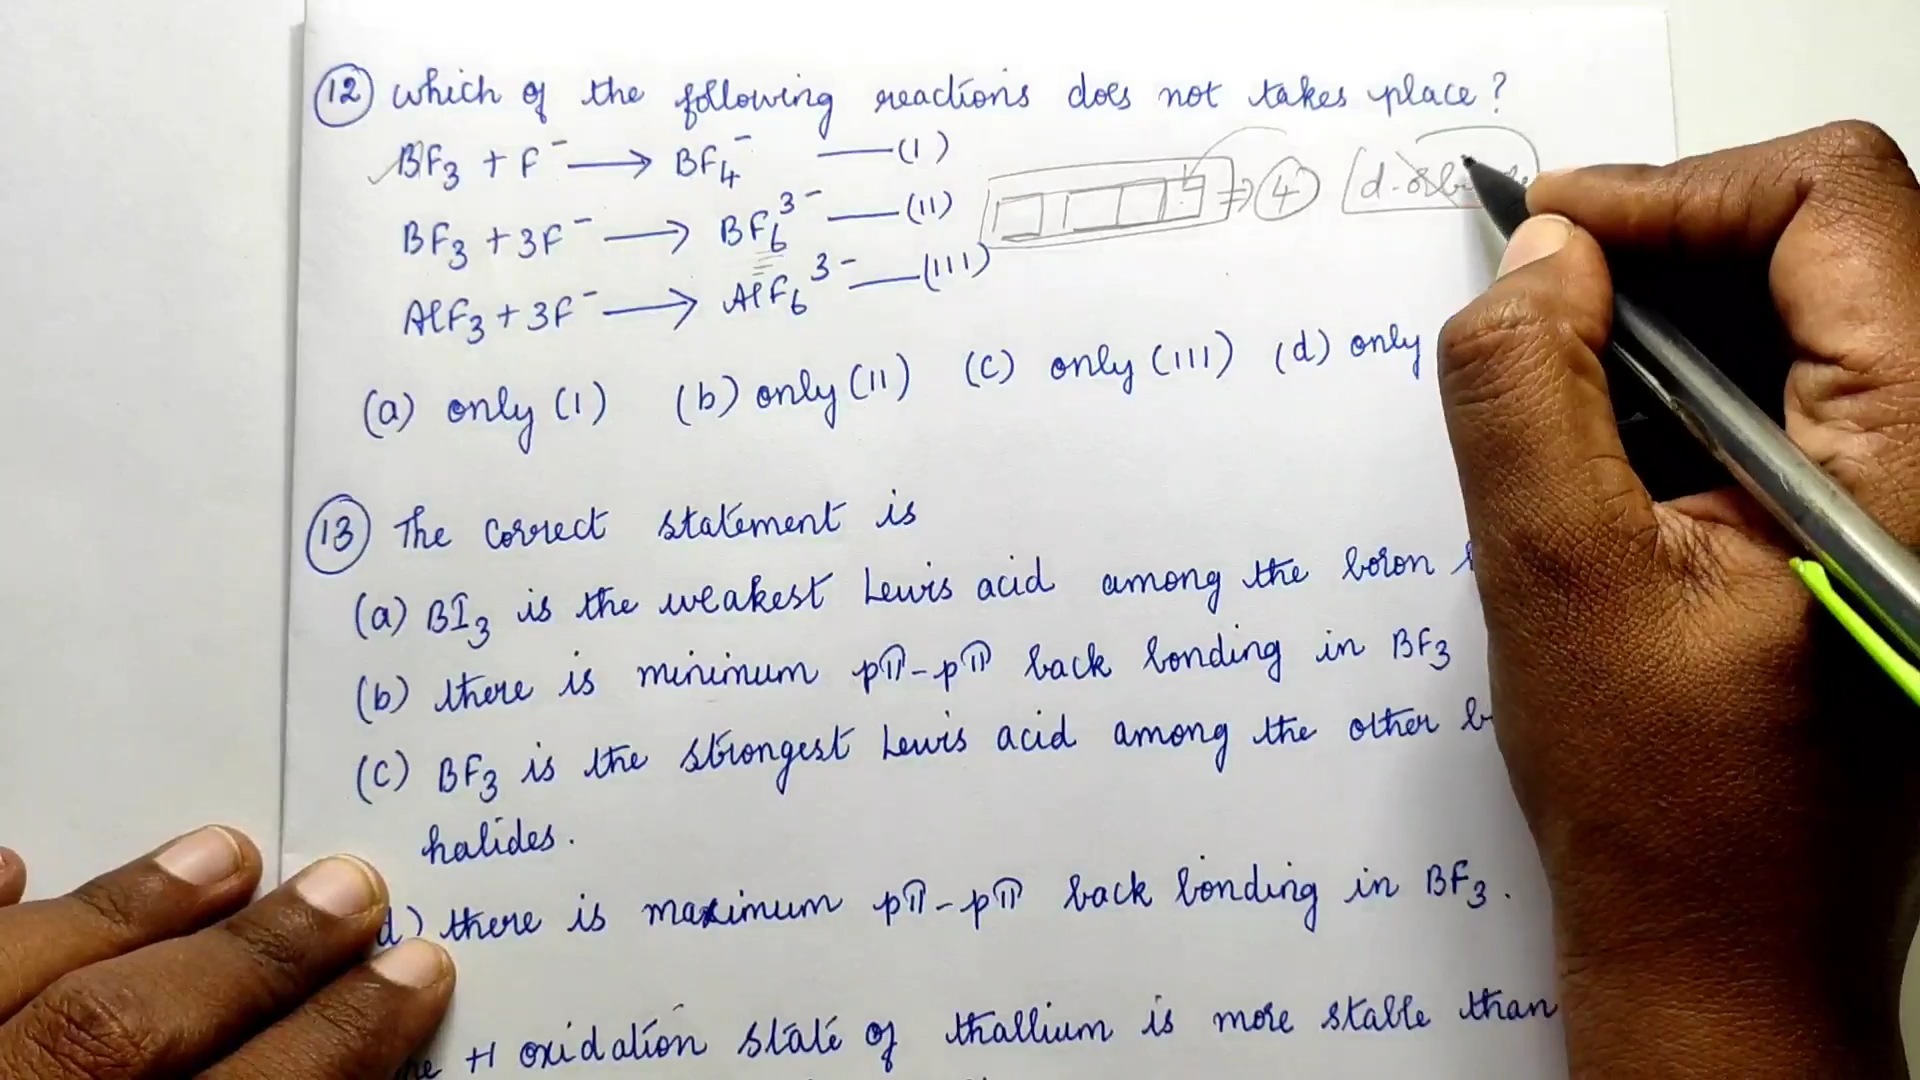 (12) which of the following reactions does not takes place?
BF₃ + F⁻ ⟶ BF₄⁻ —(I)
BF₃ + 3F⁻ ⟶ BF₆³⁻ —(II) ⇒ (4) d-
AlF₃ + 3F⁻ ⟶ AlF₆³⁻ —(III)
(a) only (I) (b) only (II) (c) only (III) (d) only
(13) The correct statement is
(a) BI₃ is the weakest Lewis acid among the boron
(b) there is minimum pπ-pπ back bonding in BF₃
(c) BF₃ is the strongest Lewis acid among the other
halides.
d) there is maximum pπ-pπ back bonding in BF₃.
+1 oxidation state of thallium is more stable than